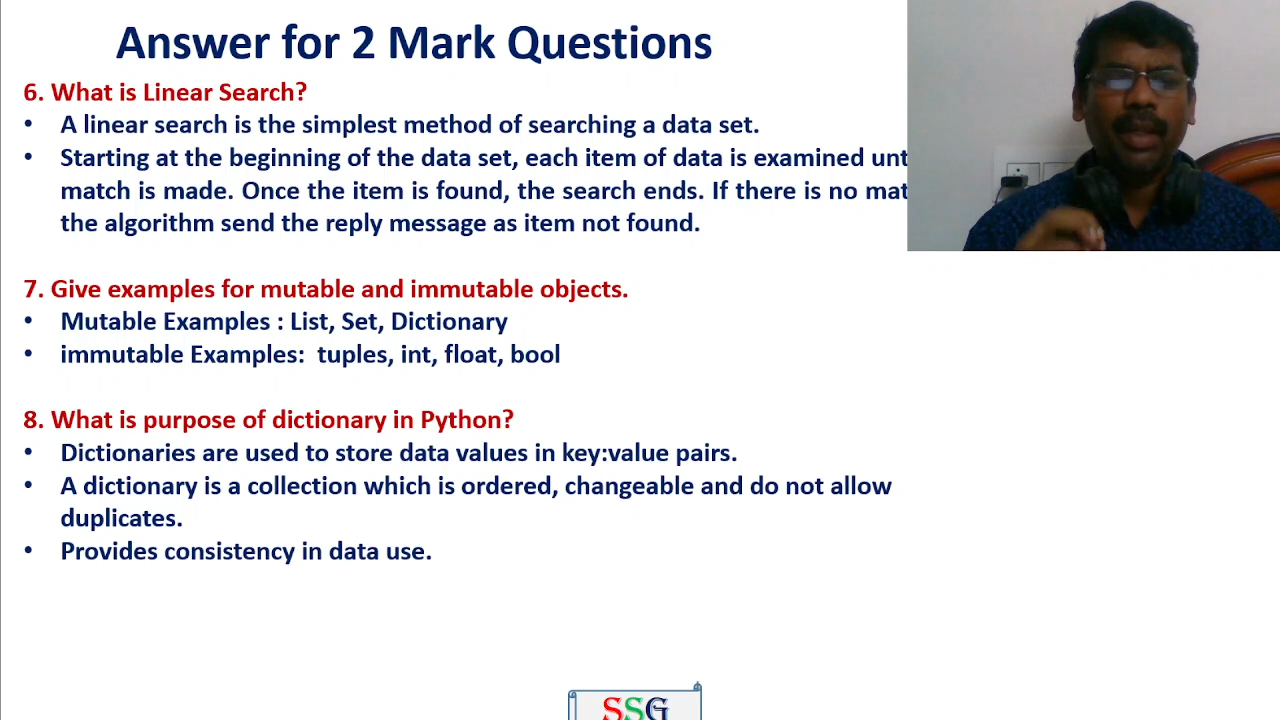 Answer for 2 Mark Questions
6. What is Linear Search?
• A linear search is the simplest method of searching a data set.
• Starting at the beginning of the data set, each item of data is examined unt
match is made. Once the item is found, the search ends. If there is no mat
the algorithm send the reply message as item not found.
7. Give examples for mutable and immutable objects.
• Mutable Examples : List, Set, Dictionary
• immutable Examples: tuples, int, float, bool
8. What is purpose of dictionary in Python?
• Dictionaries are used to store data values in key:value pairs.
• A dictionary is a collection which is ordered, changeable and do not allow
duplicates.
• Provides consistency in data use.
SSG